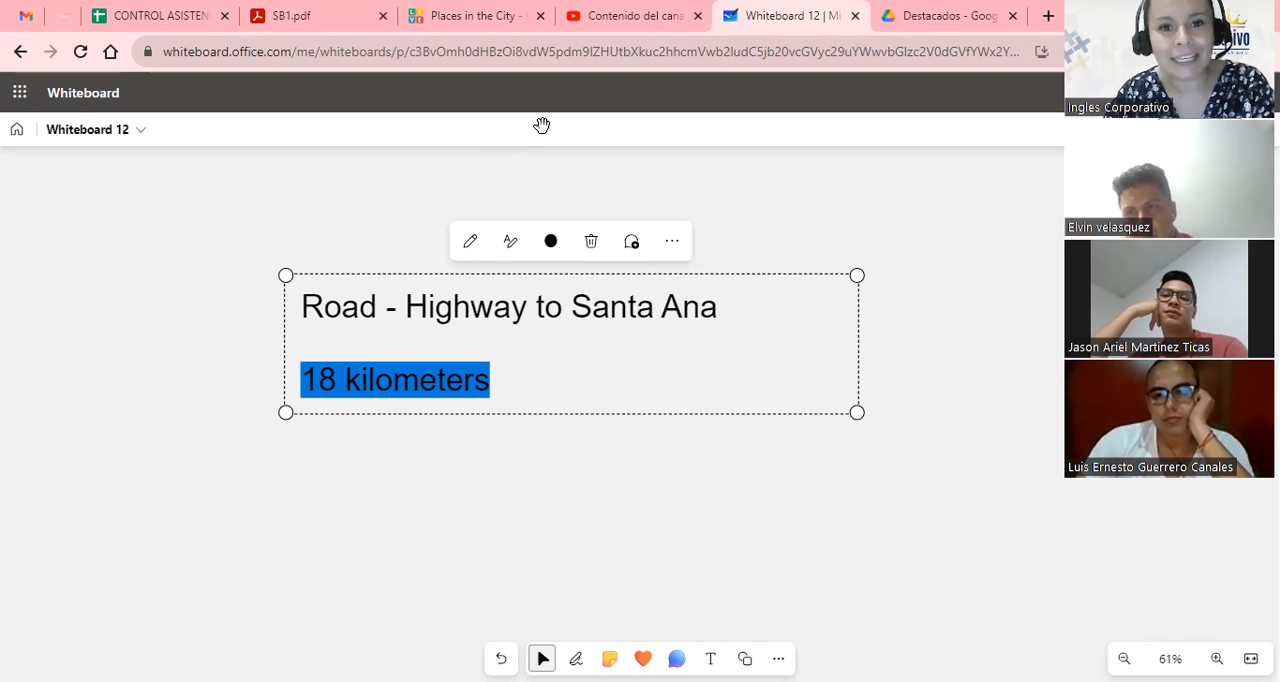 CONTROL ASISTEN
SB1.pdf
Places in the City -
Contenido del cana
Whiteboard 12 | Mi
Destacados - Goog
whiteboard.office.com/me/whiteboards/p/
Whiteboard
Whiteboard 12
Road - Highway to Santa Ana
18 kilometers
61%
Ingles Corporativo
Elvin velasquez
Jason Ariel Martinez Ticas
Luis Ernesto Guerrero Canales